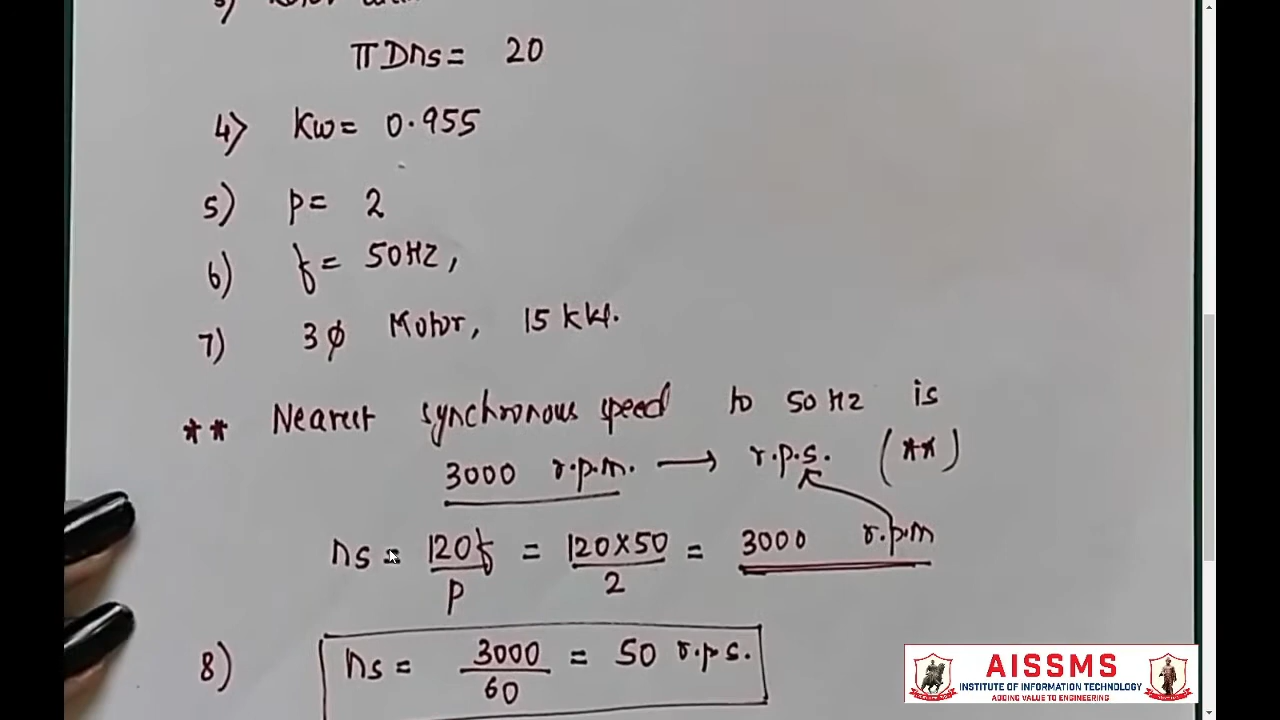 πDns = 20
4) Kw = 0.955
5) p = 2
6) f = 50Hz,
7) 3φ Motor, 15 kW.
** Nearest synchronous speed to 50 Hz is
3000 r.p.m. → r.p.s. (**)
ns = 120f/p = 120×50/2 = 3000 r.p.m
8) ns = 3000/60 = 50 r.p.s.
AISSMS
INSTITUTE OF INFORMATION TECHNOLOGY
ADDING VALUE TO ENGINEERING